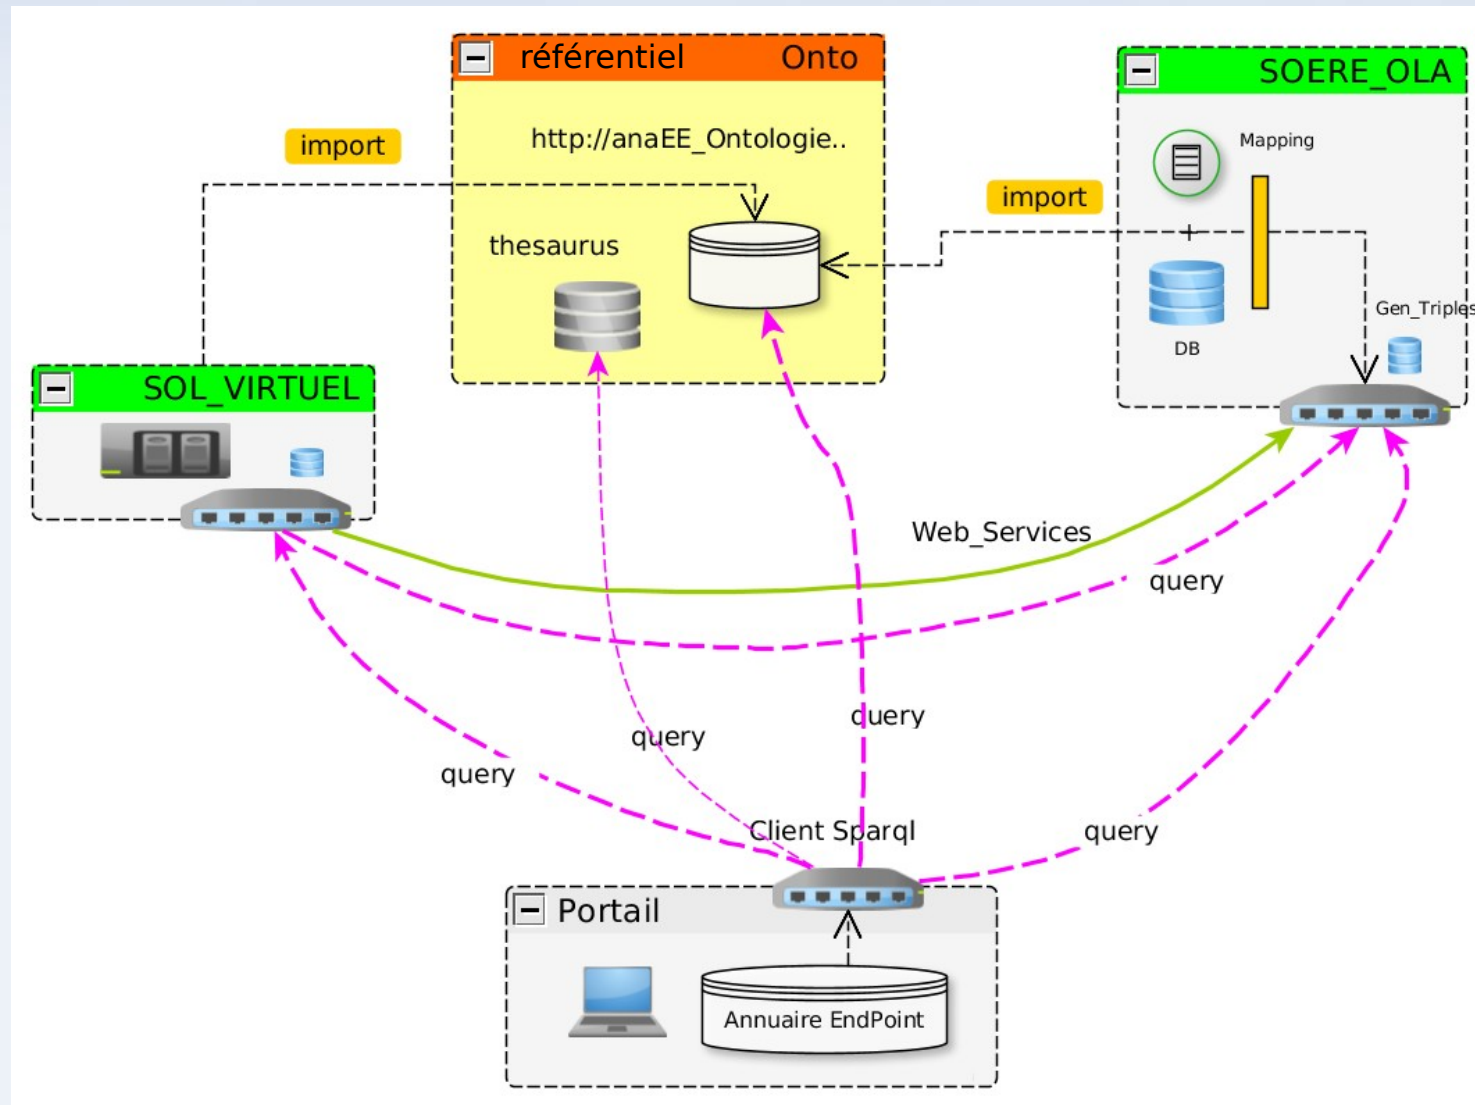 référentiel Onto
SOERE_OLA
http://anaEE_Ontologie..
import
Mapping
import
thesaurus
Gen_Triples
DB
SOL_VIRTUEL
Web_Services
query
query
query
query
Client Sparql
query
Portail
Annuaire EndPoint